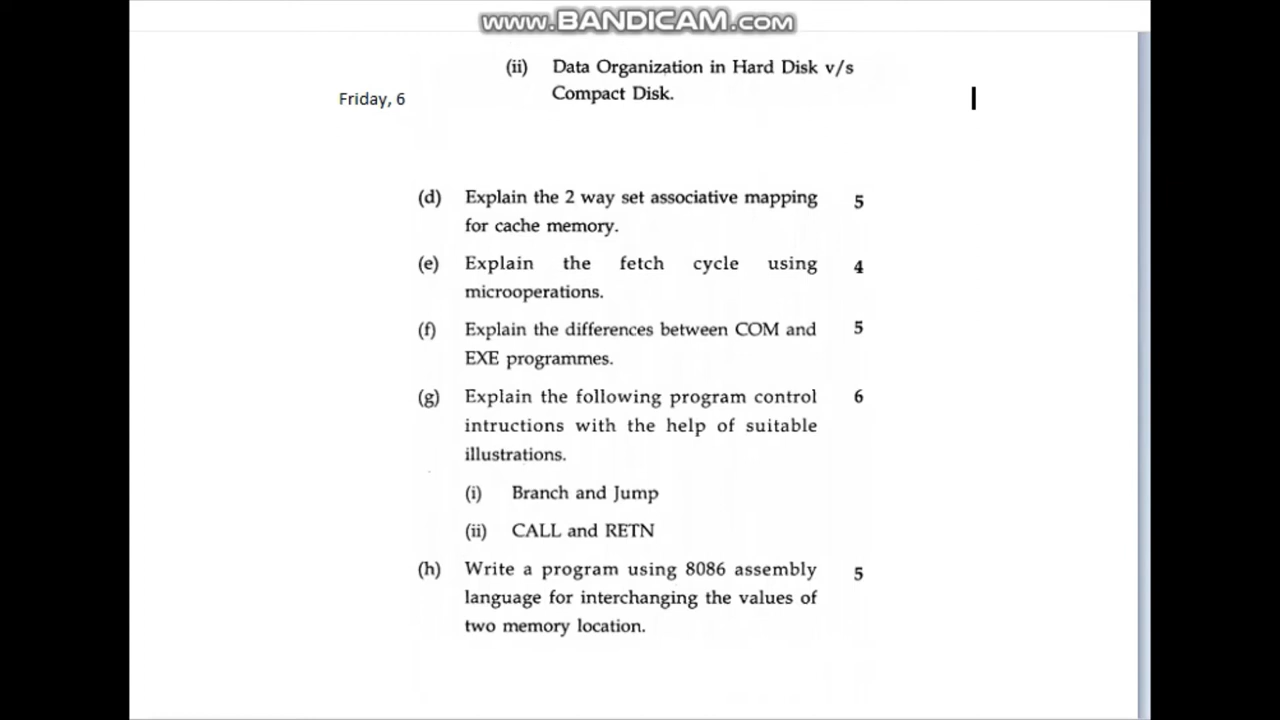 www.BANDICAM.com
(ii) Data Organization in Hard Disk v/s
Compact Disk.
Friday, 6
(d) Explain the 2 way set associative mapping 5
for cache memory.
(e) Explain the fetch cycle using 4
microoperations.
(f) Explain the differences between COM and 5
EXE programmes.
(g) Explain the following program control 6
intructions with the help of suitable
illustrations.
(i) Branch and Jump
(ii) CALL and RETN
(h) Write a program using 8086 assembly 5
language for interchanging the values of
two memory location.